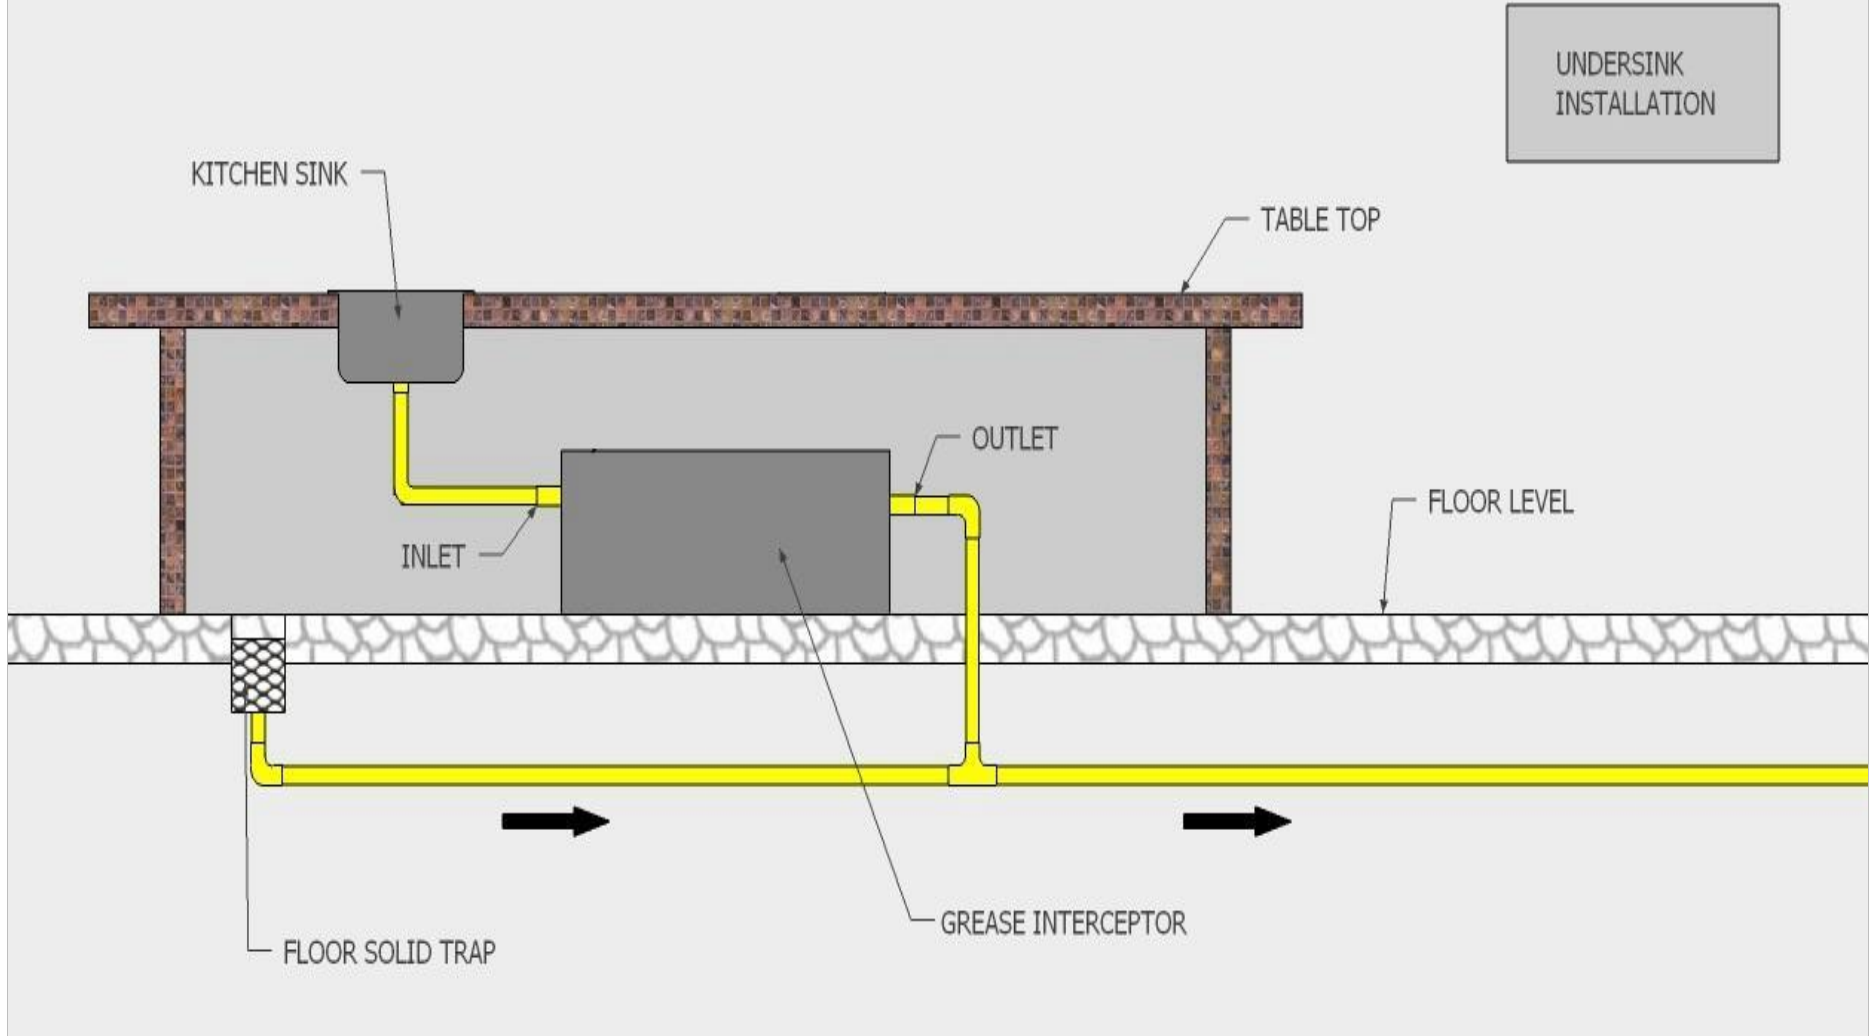 UNDERSINK
INSTALLATION
KITCHEN SINK
TABLE TOP
OUTLET
FLOOR LEVEL
INLET
GREASE INTERCEPTOR
FLOOR SOLID TRAP